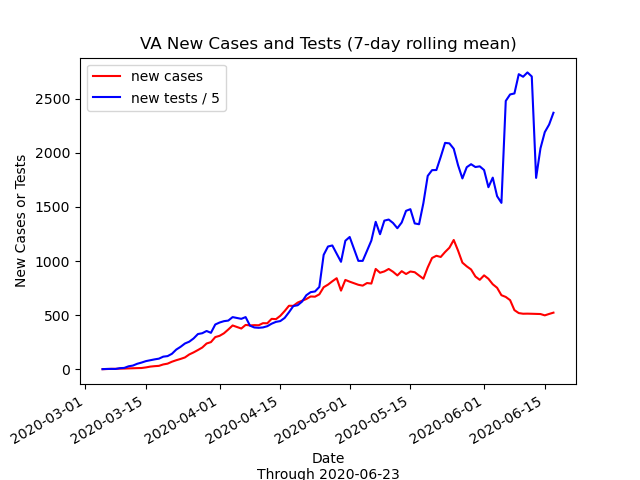 VA New Cases and Tests (7-day rolling mean)
new cases
new tests / 5
New Cases or Tests
2500
2000
1500
1000
500
0
2020-03-01
2020-03-15
2020-04-01
2020-04-15
2020-05-01
2020-05-15
2020-06-01
2020-06-15
Date
Through 2020-06-23